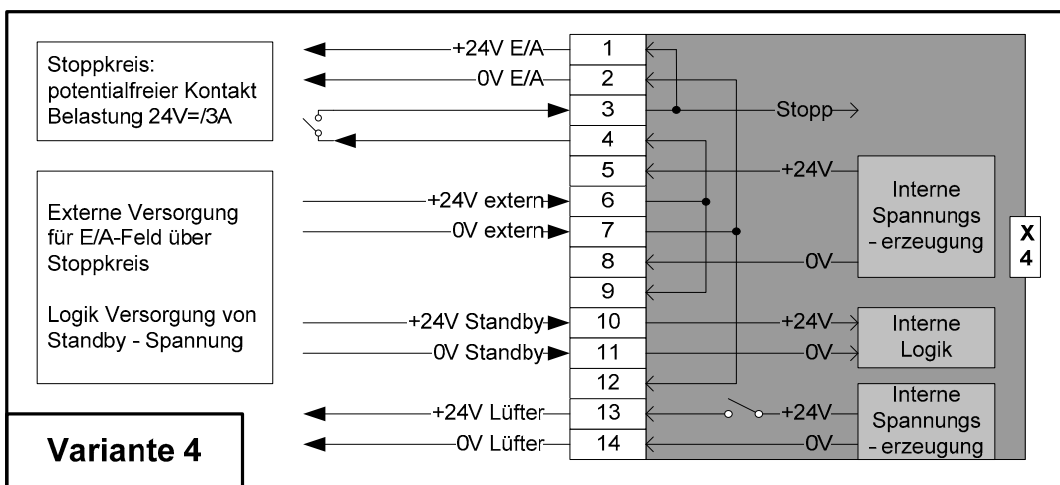 Stoppkreis:
potentialfreier Kontakt
Belastung 24V=/3A
Externe Versorgung
für E/A-Feld über
Stoppkreis
Logik Versorgung von
Standby - Spannung
Variante 4
+24V E/A
0V E/A
+24V extern
0V extern
+24V Standby
0V Standby
+24V Lüfter
0V Lüfter
1
2
3
4
5
6
7
8
9
10
11
12
13
14
Stopp
+24V
0V
Interne
Spannungs
- erzeugung
+24V
0V
Interne
Logik
+24V
0V
Interne
Spannungs
- erzeugung
X
4